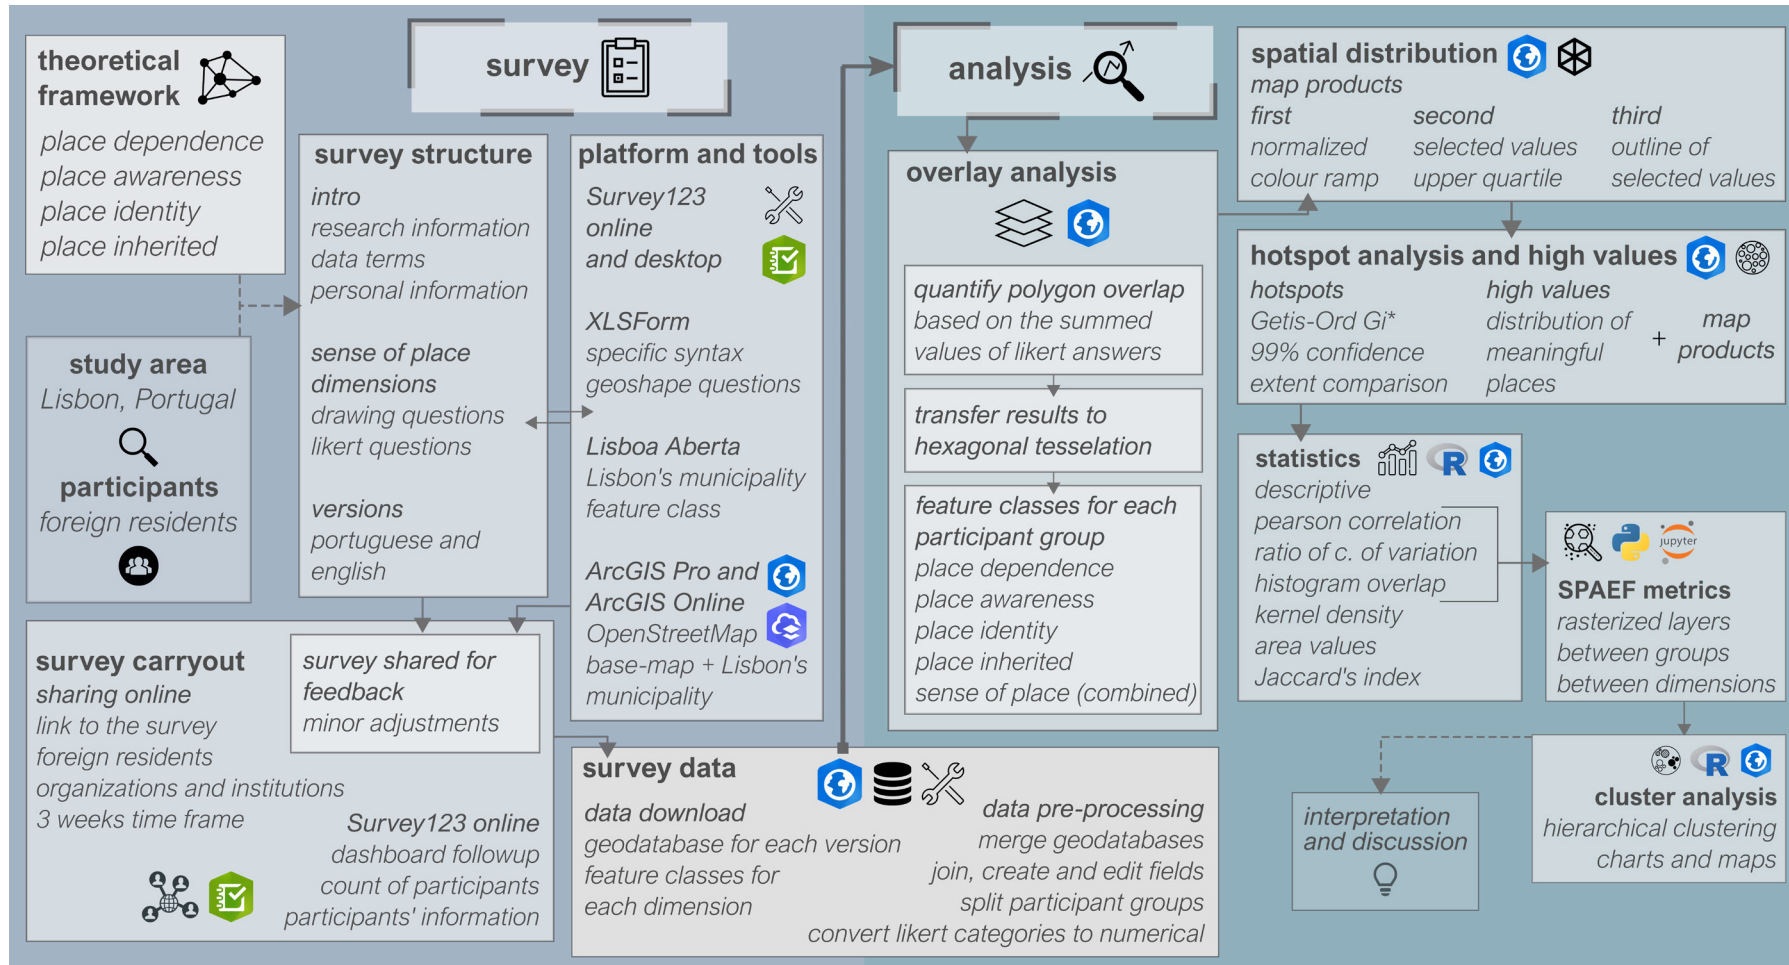 theoretical
framework
place dependence
place awareness
place identity
place inherited
study area
Lisbon, Portugal
participants
foreign residents
survey
survey structure
intro
research information
data terms
personal information
sense of place
dimensions
drawing questions
likert questions
versions
portuguese and
english
platform and tools
Survey123
online
and desktop
XLSForm
specific syntax
geoshape questions
Lisboa Aberta
Lisbon's municipality
feature class
ArcGIS Pro and
ArcGIS Online
OpenStreetMap
base-map + Lisbon's
municipality
survey carryout
sharing online
link to the survey
foreign residents
organizations and institutions
3 weeks time frame
Survey123 online
dashboard followup
count of participants
participants' information
survey shared for
feedback
minor adjustments
survey data
data download
geodatabase for each version
feature classes for
each dimension
data pre-processing
merge geodatabases
join, create and edit fields
split participant groups
convert likert categories to numerical
analysis
overlay analysis
quantify polygon overlap
based on the summed
values of likert answers
transfer results to
hexagonal tesselation
feature classes for each
participant group
place dependence
place awareness
place identity
place inherited
sense of place (combined)
spatial distribution
map products
first
normalized
colour ramp
second
selected values
upper quartile
third
outline of
selected values
hotspot analysis and high values
hotspots
Getis-Ord Gi*
99% confidence
extent comparison
high values
distribution of
meaningful
places
+
map
products
statistics
R
descriptive
pearson correlation
ratio of c. of variation
histogram overlap
kernel density
area values
Jaccard's index
jupyter
SPAEF metrics
rasterized layers
between groups
between dimensions
R
cluster analysis
hierarchical clustering
charts and maps
interpretation
and discussion